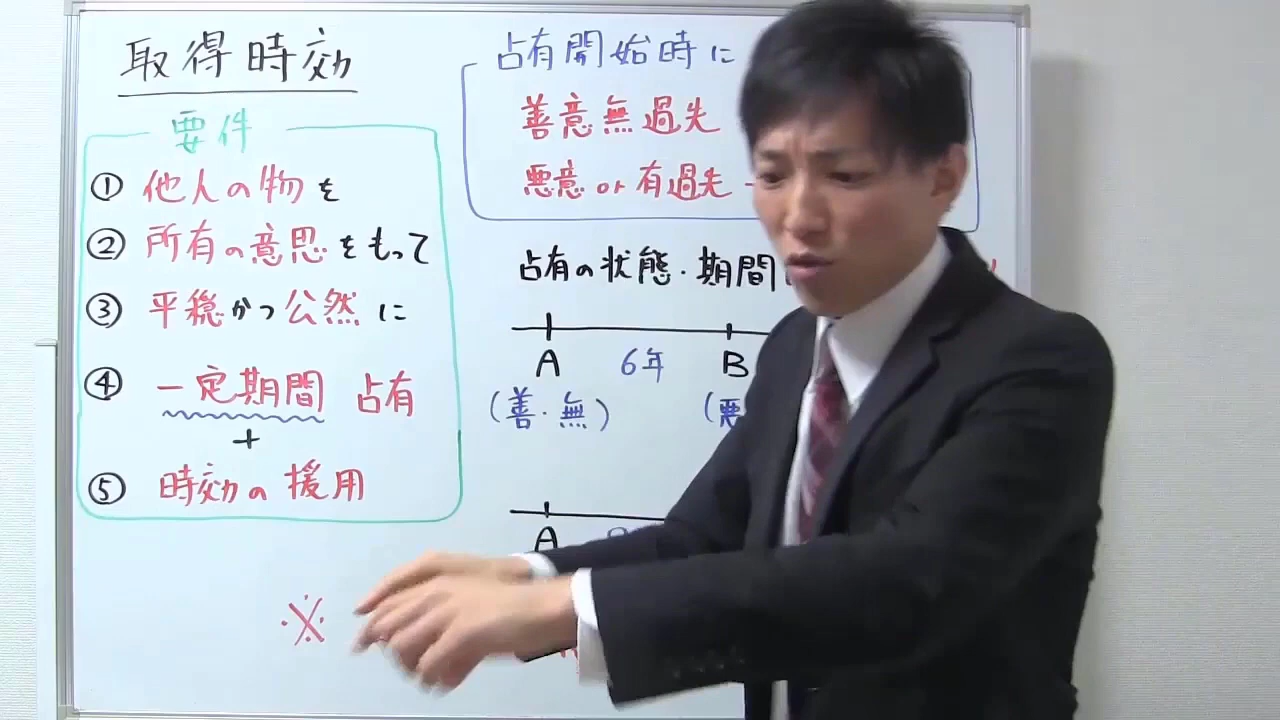 取得時効
要件
① 他人の物を
② 所有の意思をもって
③ 平穏かつ公然に
④ 一定期間 占有
+
⑤ 時効の援用
※
占有開始時に
善意無過失
悪意 or 有過失
占有の状態・期間
A 6年 B
(善・無) (悪
A